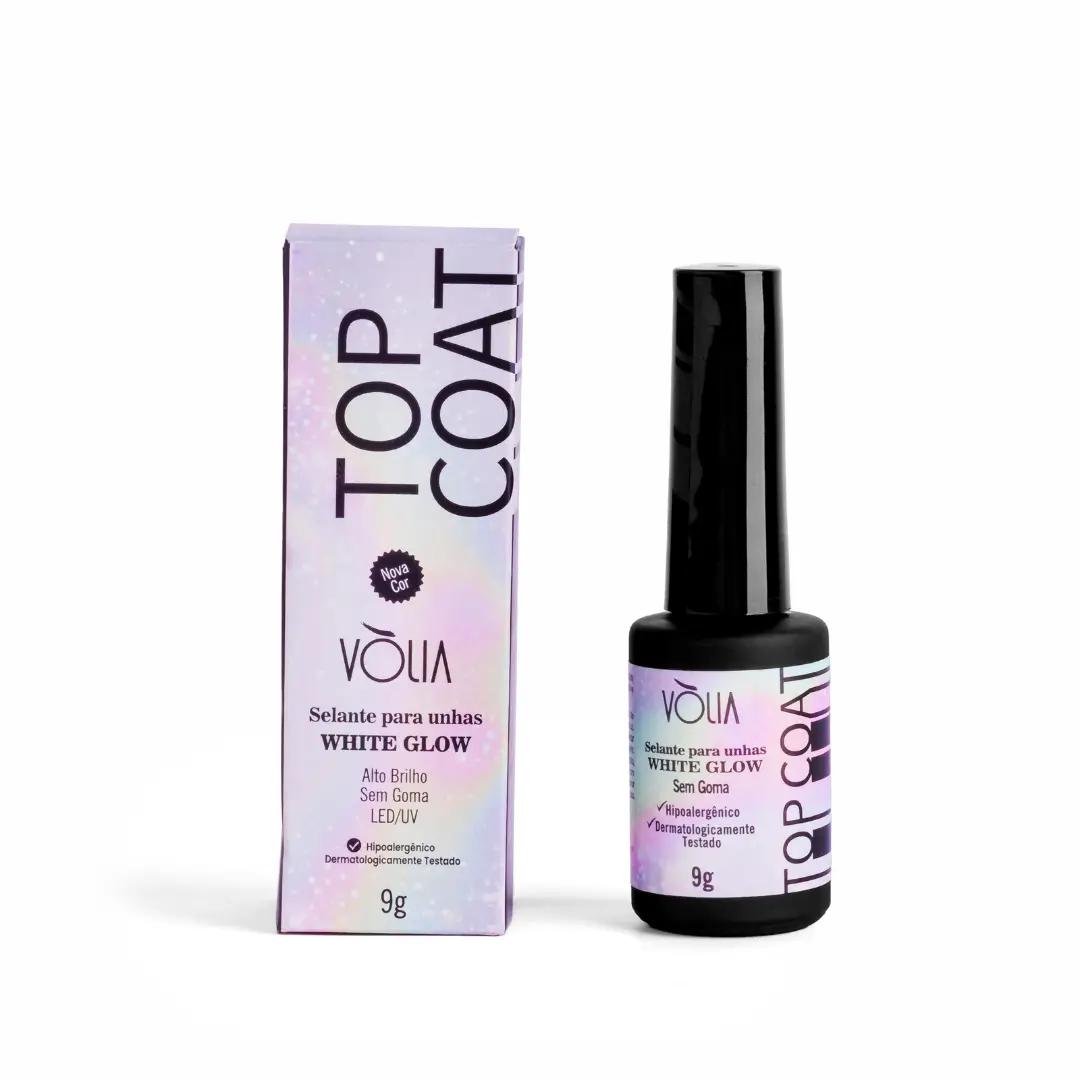 TOP
COAT
Nova
Cor
VÒLIA
Selante para unhas
WHITE GLOW
Alto Brilho
Sem Goma
LED/UV
Hipoalergênico
Dermatologicamente Testado
9g
VÒLIA
Selante para unhas
WHITE GLOW
Sem Goma
Hipoalergênico
Dermatologicamente
Testado
9g
TOP COAT